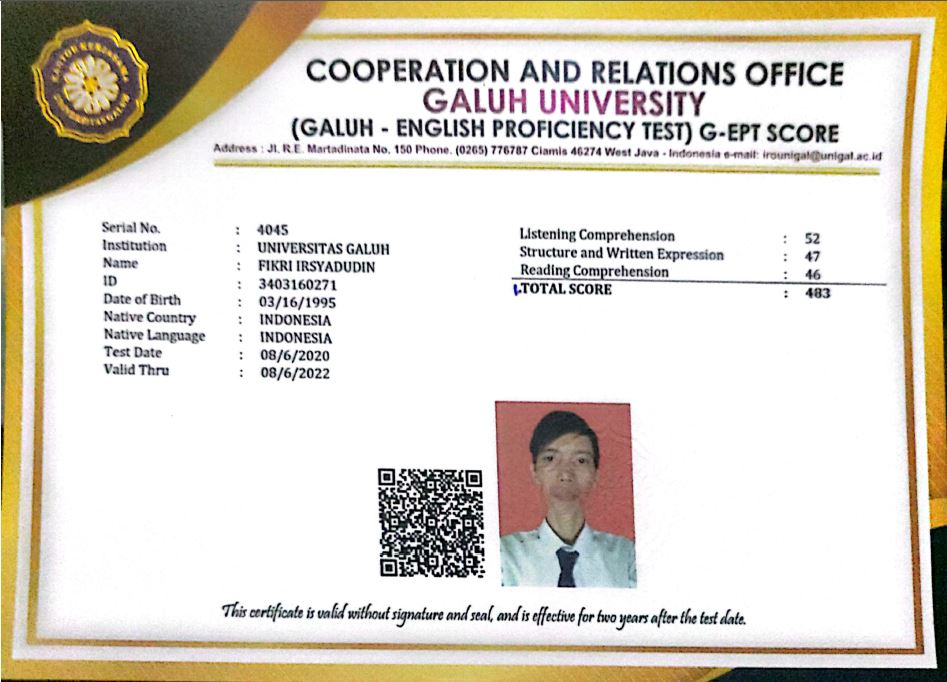 COOPERATION AND RELATIONS OFFICE
GALUH UNIVERSITY
(GALUH - ENGLISH PROFICIENCY TEST) G-EPT SCORE
Address : Jl. R.E. Martadinata No. 150 Phone. (0265) 776787 Ciamis 46274 West Java - Indonesia e-mail: irounigal@unigal.ac.id
Serial No. : 4045
Institution : UNIVERSITAS GALUH
Name : FIKRI IRSYADUDIN
ID : 3403160271
Date of Birth : 03/16/1995
Native Country : INDONESIA
Native Language : INDONESIA
Test Date : 08/6/2020
Valid Thru : 08/6/2022
Listening Comprehension : 52
Structure and Written Expression : 47
Reading Comprehension : 46
TOTAL SCORE : 483
This certificate is valid without signature and seal, and is effective for two years after the test date.